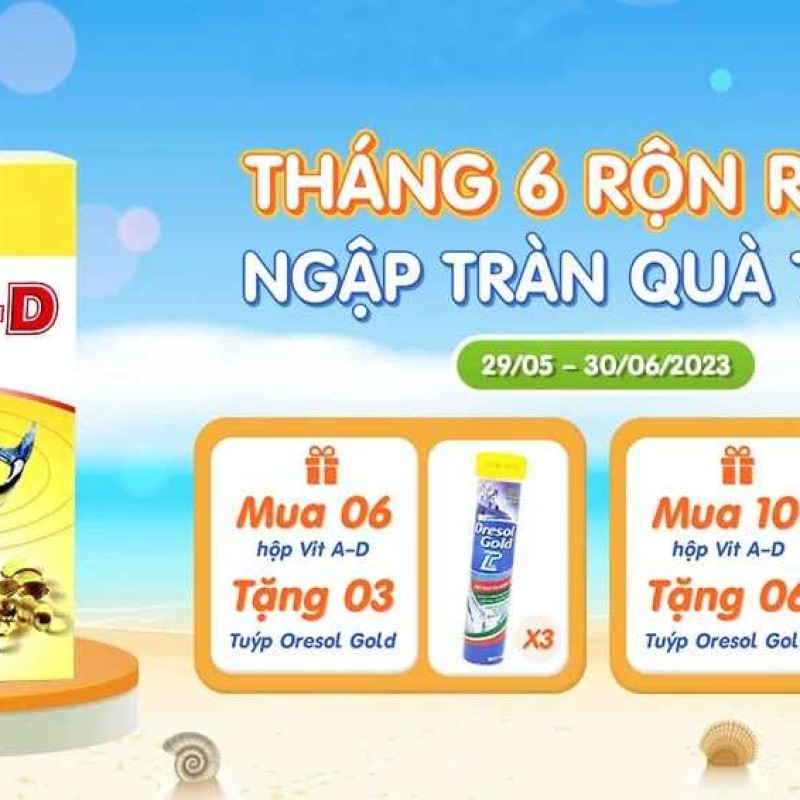 THÁNG 6 RỘN R
NGẬP TRÀN QUÀ T
29/05 – 30/06/2023
-D
Mua 06
hộp Vit A-D
Tặng 03
Tuýp Oresol Gold
Oresol
Gold
X3
Mua 10
hộp Vit A-D
Tặng 06
Tuýp Oresol Gol